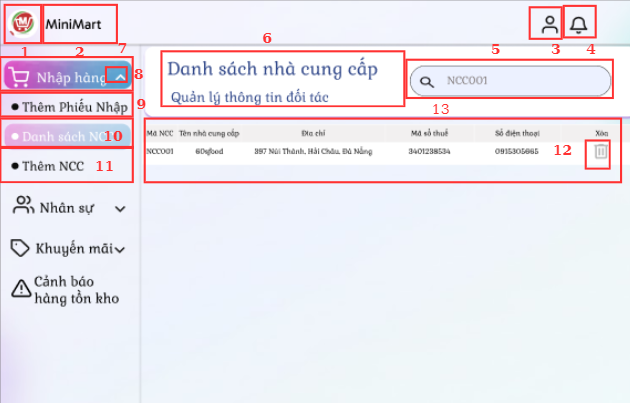 MiniMart
1
2
3
4
5
6
7
Nhập hàng
8
Thêm Phiếu Nhập
9
Danh sách NC
10
Thêm NCC
11
Nhân sự
Khuyến mãi
Cảnh báo
hàng tồn kho
Danh sách nhà cung cấp
Quản lý thông tin đối tác
NCC001
13
Mã NCC Tên nhà cung cấp Địa chỉ Mã số thuế Số điện thoại Xóa
NCC001 60sfood 397 Núi Thành, Hải Châu, Đà Nẵng 3401238534 0915305665
12